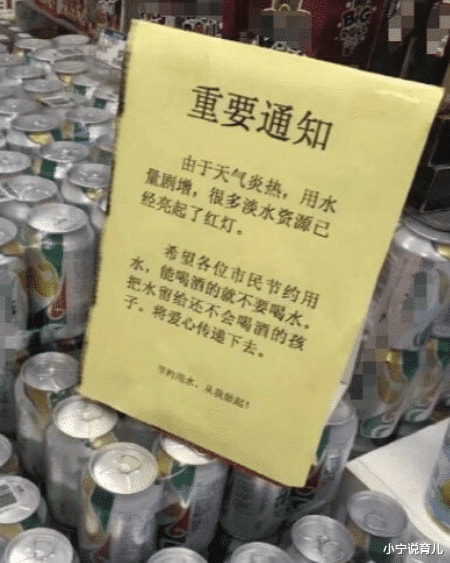 重要通知
由于天气炎热，用水
量剧增，很多淡水资源已
经亮起了红灯。
希望各位市民节约用
水，能喝酒的就不要喝水。
把水留给还不会喝酒的孩
子。将爱心传递下去。
节约用水，从我做起！
小宁说育儿